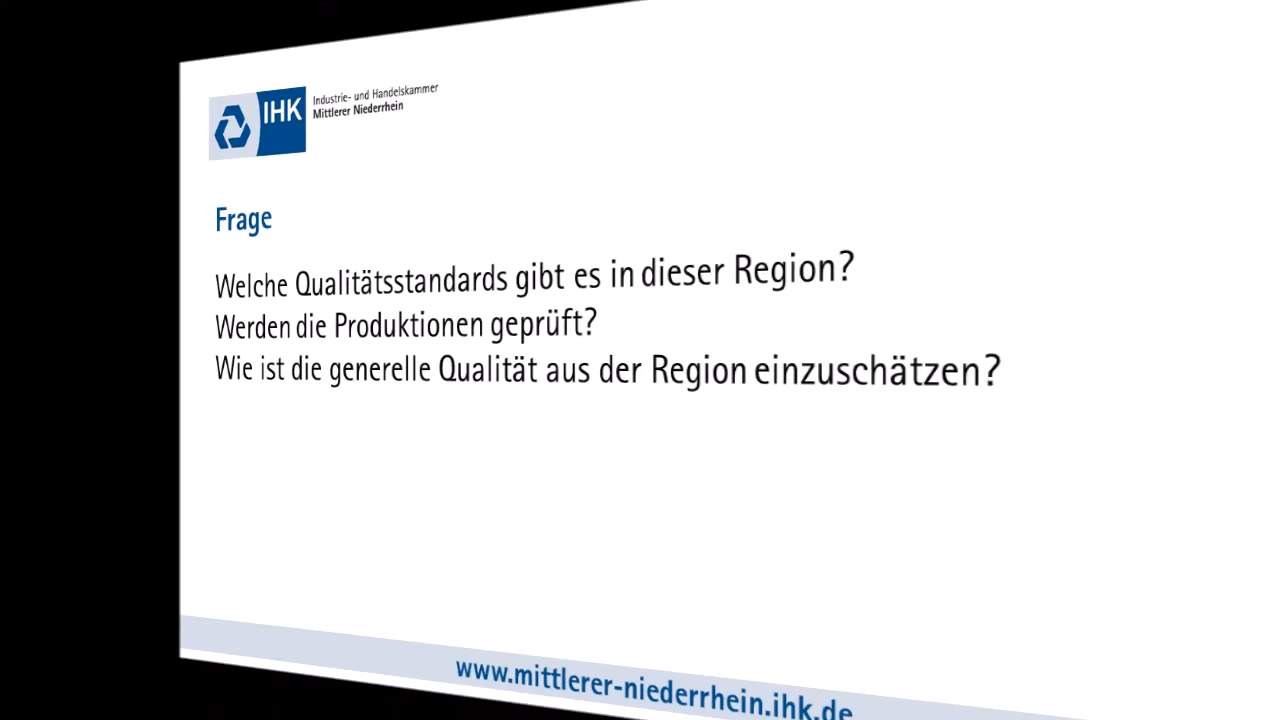 IHK
Industrie- und Handelskammer
Mittlerer Niederrhein
Frage
Welche Qualitätsstandards gibt es in dieser Region?
Werden die Produktionen geprüft?
Wie ist die generelle Qualität aus der Region einzuschätzen?
www.mittlerer-niederrhein.ihk.de